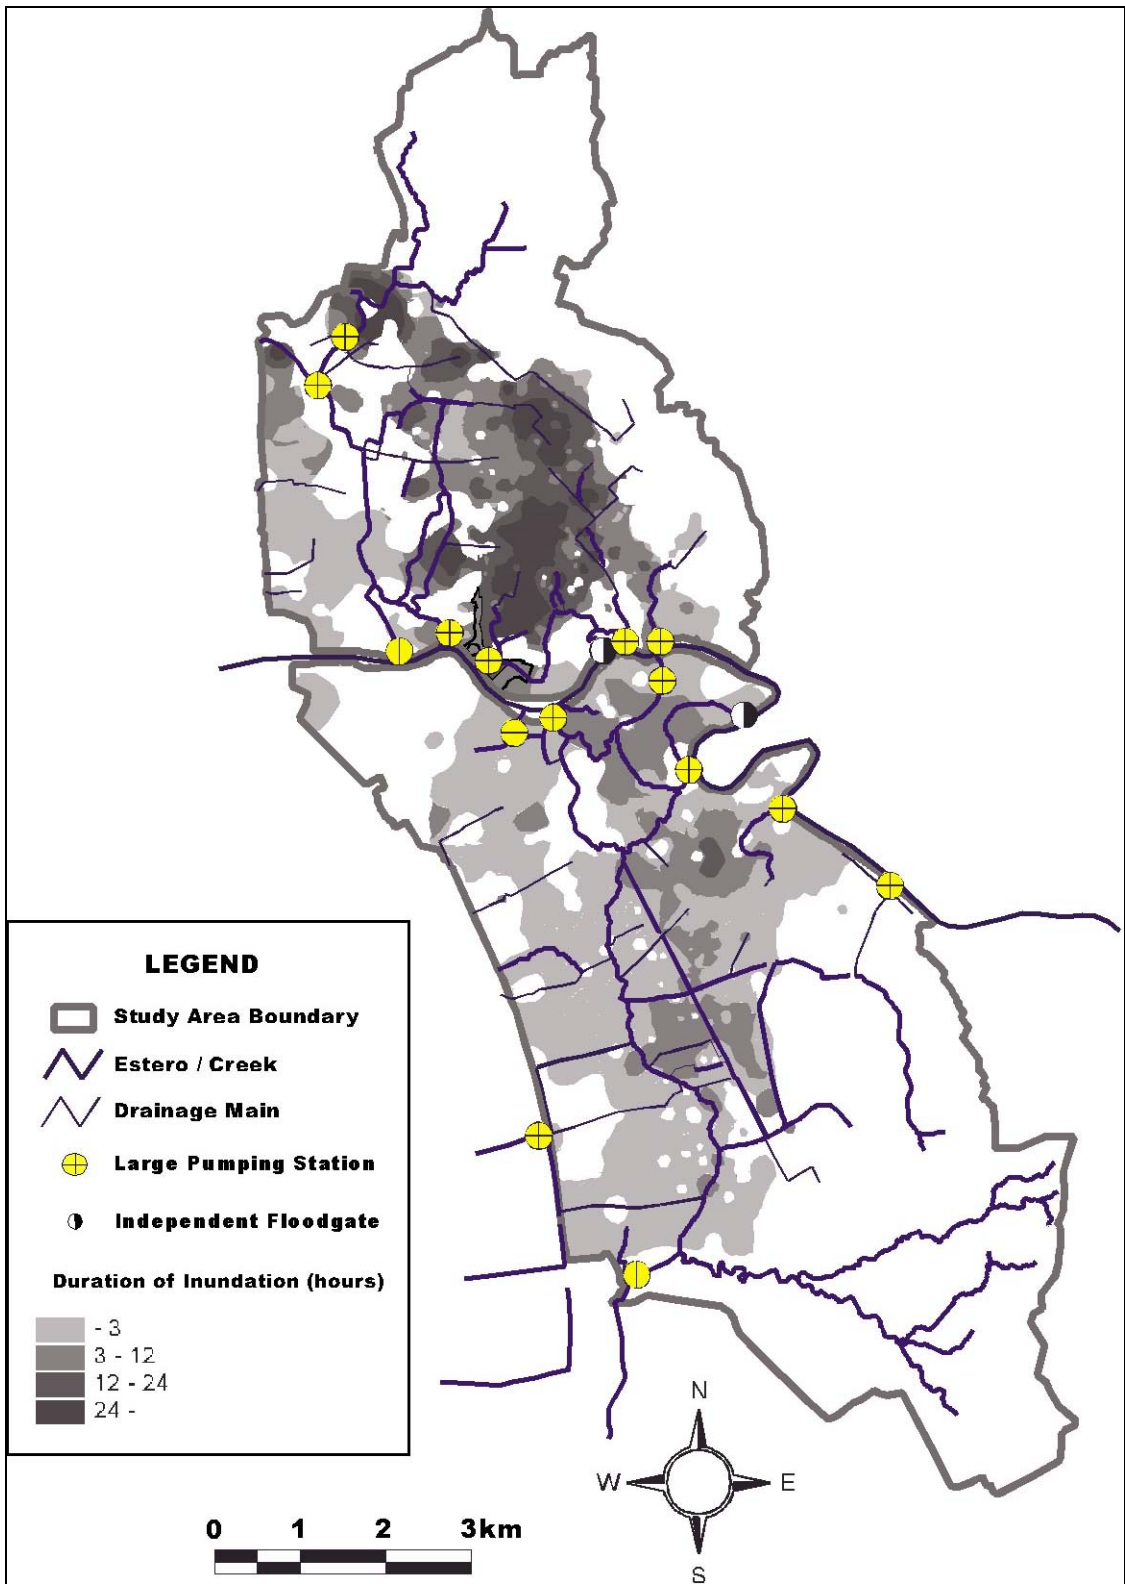 LEGEND
Study Area Boundary
Estero / Creek
Drainage Main
Large Pumping Station
Independent Floodgate
Duration of Inundation (hours)
- 3
3 - 12
12 - 24
24 -
N
W E
S
0 1 2 3km